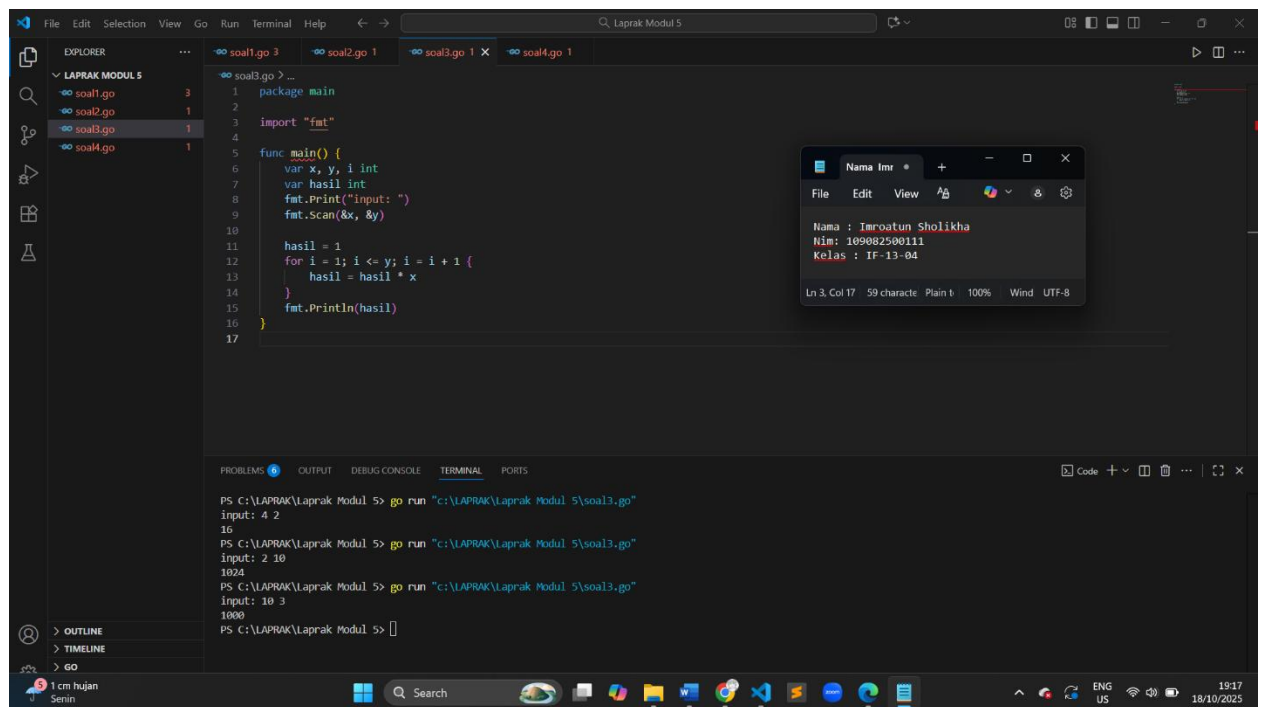 File Edit Selection View Go Run Terminal Help
Laprak Modul 5
EXPLORER
soal1.go 3
soal2.go 1
soal3.go 1
soal4.go 1
LAPRAK MODUL 5
soal1.go 3
soal2.go 1
soal3.go 1
soal4.go 1
soal3.go > ...
1 package main
2
3 import "fmt"
4
5 func main() {
6 var x, y, i int
7 var hasil int
8 fmt.Print("input: ")
9 fmt.Scan(&x, &y)
10
11 hasil = 1
12 for i = 1; i <= y; i = i + 1 {
13 hasil = hasil * x
14 }
15 fmt.Println(hasil)
16 }
17
Nama Imr
File Edit View
Nama : Imroatun Sholikha
Nim: 109082500111
Kelas : IF-13-04
Ln 3, Col 17 59 characte Plain t 100% Wind UTF-8
PROBLEMS 6 OUTPUT DEBUG CONSOLE TERMINAL PORTS
Code
PS C:\LAPRAK\Laprak Modul 5> go run "c:\LAPRAK\Laprak Modul 5\soal3.go"
input: 4 2
16
PS C:\LAPRAK\Laprak Modul 5> go run "c:\LAPRAK\Laprak Modul 5\soal3.go"
input: 2 10
1024
PS C:\LAPRAK\Laprak Modul 5> go run "c:\LAPRAK\Laprak Modul 5\soal3.go"
input: 10 3
1000
PS C:\LAPRAK\Laprak Modul 5>
OUTLINE
TIMELINE
GO
5
1 cm hujan
Senin
Search
zoom
ENG
US
19:17
18/10/2025